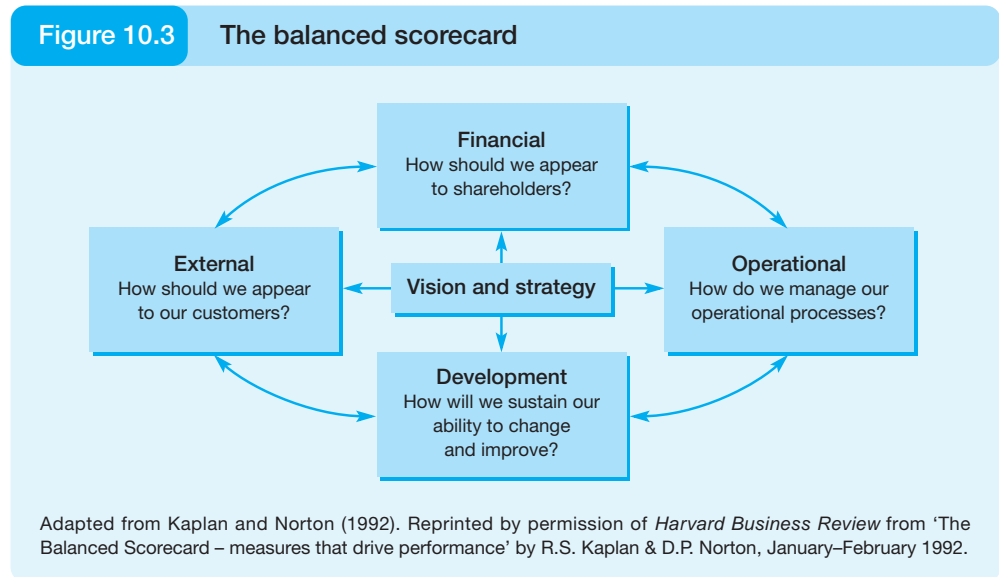 Figure 10.3
The balanced scorecard
Financial
How should we appear
to shareholders?
External
How should we appear
to our customers?
Vision and strategy
Operational
How do we manage our
operational processes?
Development
How will we sustain our
ability to change
and improve?
Adapted from Kaplan and Norton (1992). Reprinted by permission of Harvard Business Review from ‘The
Balanced Scorecard – measures that drive performance’ by R.S. Kaplan & D.P. Norton, January–February 1992.